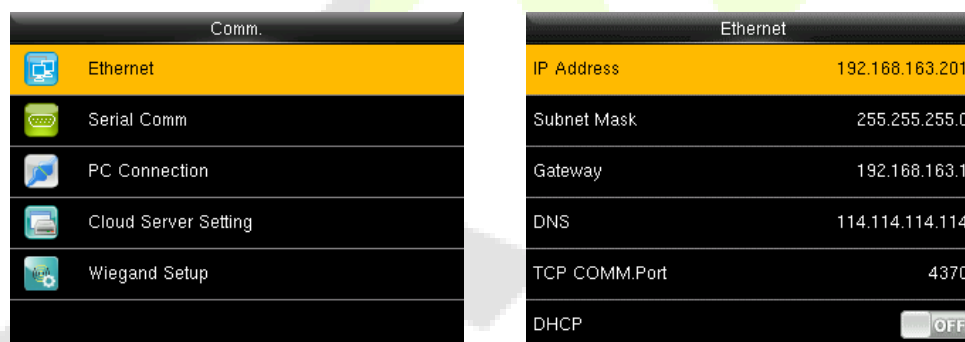 Comm.
Ethernet
Serial Comm
PC Connection
Cloud Server Setting
Wiegand Setup
Ethernet
IP Address 192.168.163.201
Subnet Mask 255.255.255.0
Gateway 192.168.163.1
DNS 114.114.114.114
TCP COMM.Port 4370
DHCP OFF